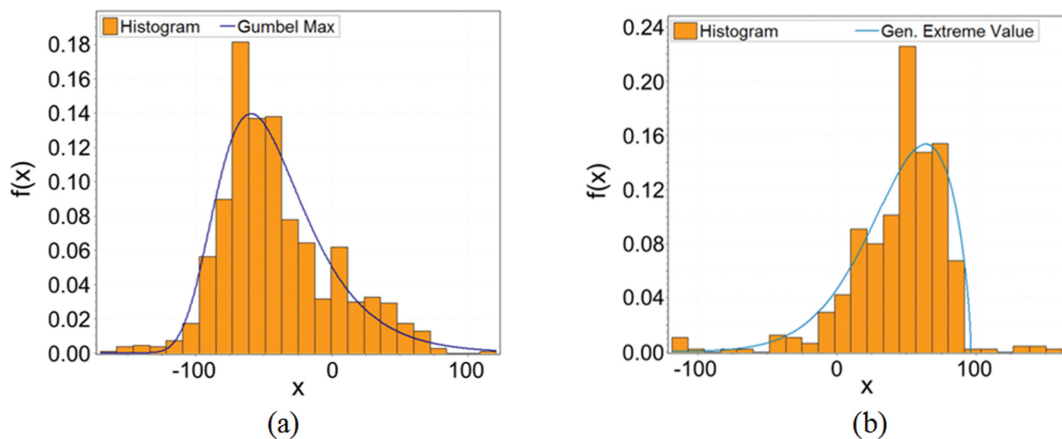 Histogram Gumbel Max
0.18
0.16
0.14
0.12
0.10
0.08
0.06
0.04
0.02
0.00
f(x)
-100 0 100
x
(a)
Histogram Gen. Extreme Value
0.24
0.20
0.16
0.12
0.08
0.04
0.00
f(x)
-100 0 100
x
(b)